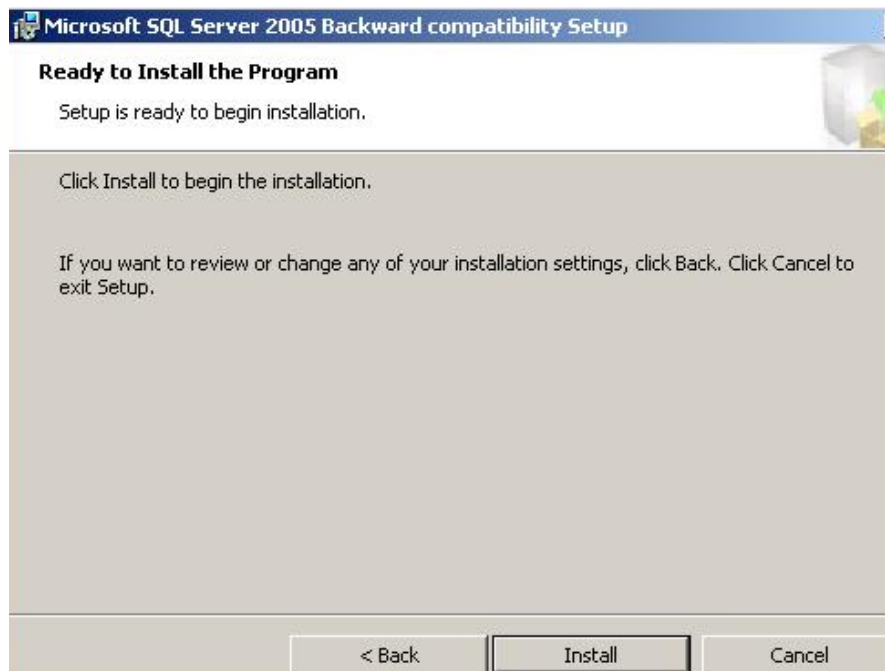 Microsoft SQL Server 2005 Backward compatibility Setup
Ready to Install the Program
Setup is ready to begin installation.
Click Install to begin the installation.
If you want to review or change any of your installation settings, click Back. Click Cancel to
exit Setup.
< Back
Install
Cancel